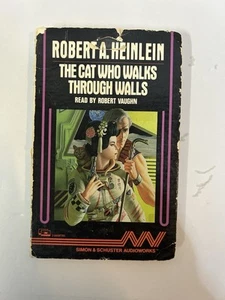 ROBERT A. HEINLEIN
THE CAT WHO WALKS
THROUGH WALLS
READ BY ROBERT VAUGHN
SIMON & SCHUSTER AUDIOWORKS